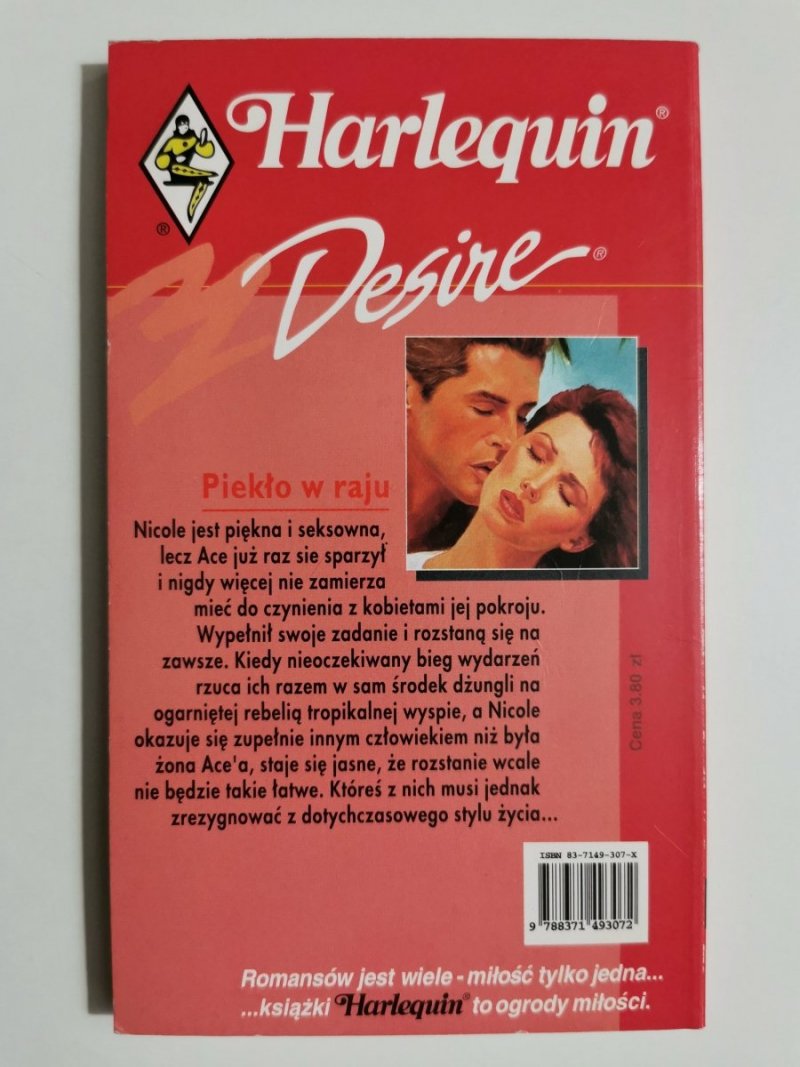 Harlequin®
®
Desire®
Piekło w raju
Nicole jest piękna i seksowna,
lecz Ace już raz sie sparzył
i nigdy więcej nie zamierza
mieć do czynienia z kobietami jej pokroju.
Wypełnił swoje zadanie i rozstaną się na
zawsze. Kiedy nieoczekiwany bieg wydarzeń
rzuca ich razem w sam środek dżungli na
ogarniętej rebelią tropikalnej wyspie, a Nicole
okazuje się zupełnie innym człowiekiem niż była
żona Ace'a, staje się jasne, że rozstanie wcale
nie będzie takie łatwe. Któreś z nich musi jednak
zrezygnować z dotychczasowego stylu życia...
Cena 3.80 zł
ISBN 83-7149-307-X
9 788371 493072
Romansów jest wiele - miłość tylko jedna...
...książki Harlequin® to ogrody miłości.